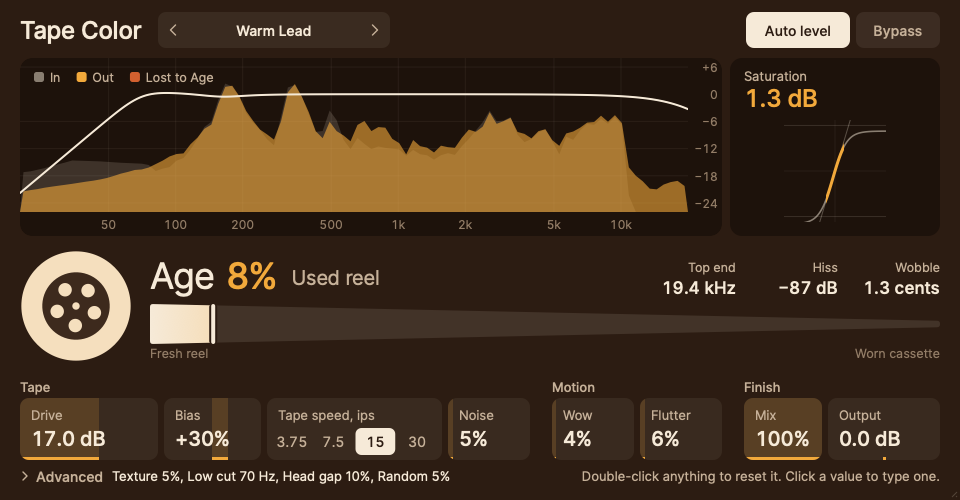 Tape Color
Warm Lead
Auto level
Bypass
In Out Lost to Age
+6
0
−6
−12
−18
−24
50 100 200 500 1k 2k 5k 10k
Saturation
1.3 dB
Age 8% Used reel
Top end
19.4 kHz
Hiss
−87 dB
Wobble
1.3 cents
Fresh reel
Worn cassette
Tape
Drive
17.0 dB
Bias
+30%
Tape speed, ips
3.75 7.5 15 30
Noise
5%
Motion
Wow
4%
Flutter
6%
Finish
Mix
100%
Output
0.0 dB
Advanced Texture 5%, Low cut 70 Hz, Head gap 10%, Random 5%
Double-click anything to reset it. Click a value to type one.